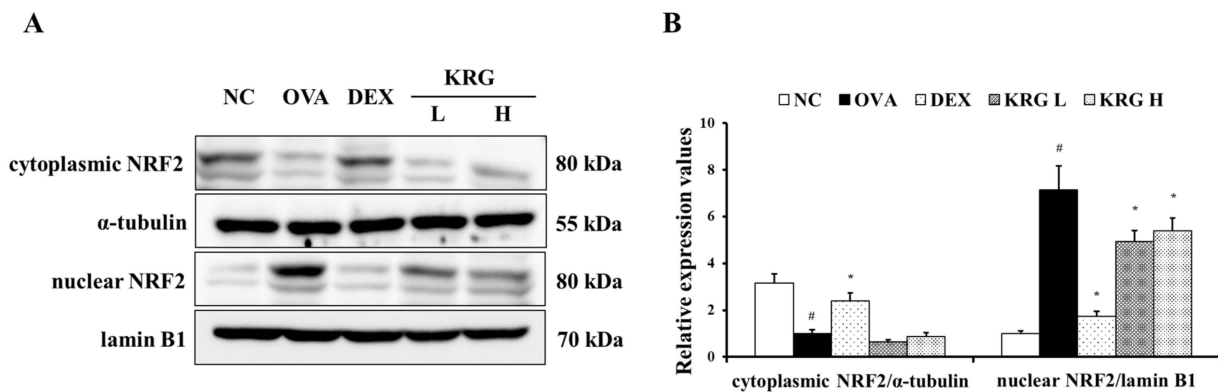 A
KRG
NC OVA DEX L H
cytoplasmic NRF2 80 kDa
α-tubulin 55 kDa
nuclear NRF2 80 kDa
lamin B1 70 kDa
B
NC OVA DEX KRG L KRG H
Relative expression values
10
8
6
4
2
0
#
#
*
*
*
*
cytoplasmic NRF2/α-tubulin nuclear NRF2/lamin B1